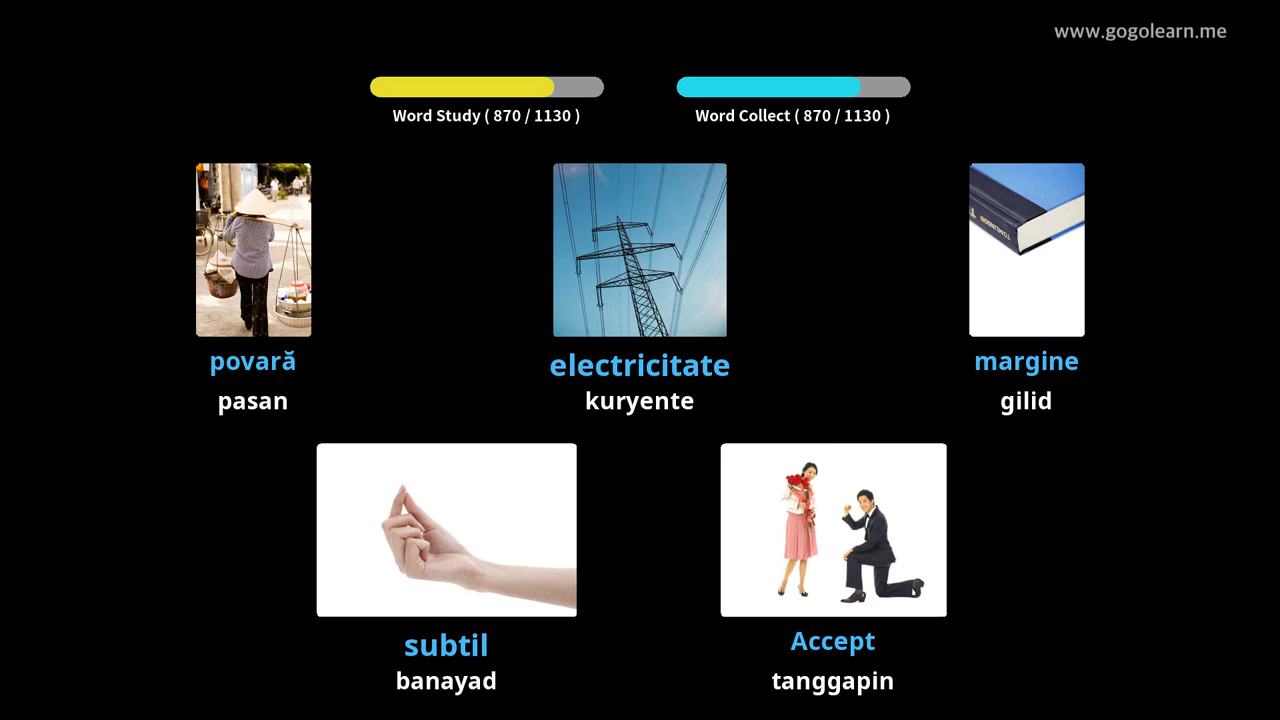 www.gogolearn.me
Word Study ( 870 / 1130 )
Word Collect ( 870 / 1130 )
TOMLINSON
povară
electricitate
margine
pasan
kuryente
gilid
subtil
Accept
banayad
tanggapin